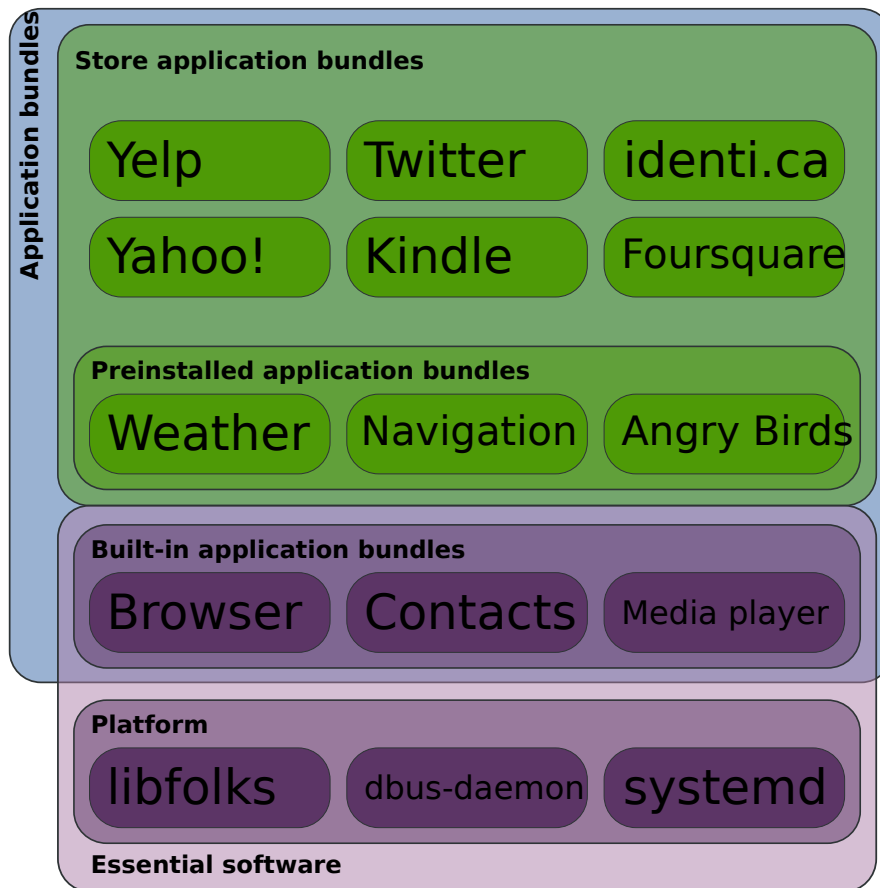 Application bundles
Store application bundles
Yelp
Twitter
identi.ca
Yahoo!
Kindle
Foursquare
Preinstalled application bundles
Weather
Navigation
Angry Birds
Built-in application bundles
Browser
Contacts
Media player
Platform
libfolks
dbus-daemon
systemd
Essential software